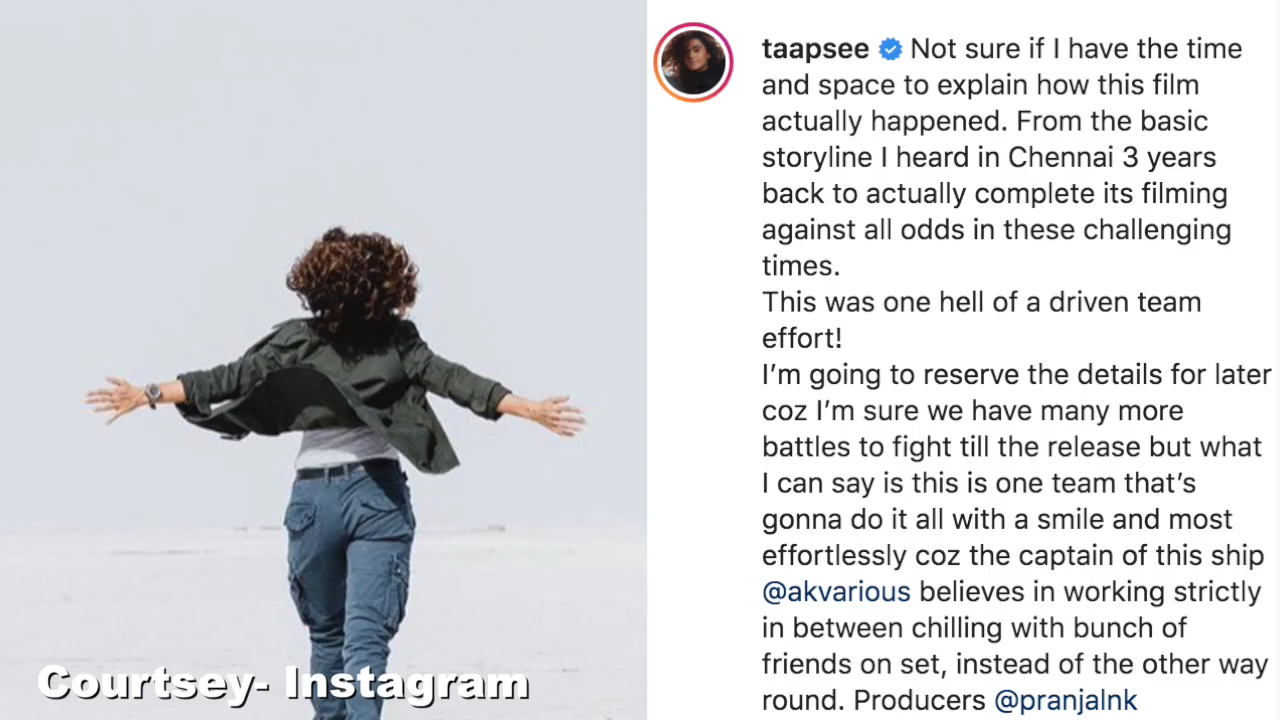 taapsee Not sure if I have the time
and space to explain how this film
actually happened. From the basic
storyline I heard in Chennai 3 years
back to actually complete its filming
against all odds in these challenging
times.
This was one hell of a driven team
effort!
I'm going to reserve the details for later
coz I'm sure we have many more
battles to fight till the release but what
I can say is this is one team that's
gonna do it all with a smile and most
effortlessly coz the captain of this ship
@akvarious believes in working strictly
in between chilling with bunch of
friends on set, instead of the other way
round. Producers @pranjalnk
Courtsey- Instagram